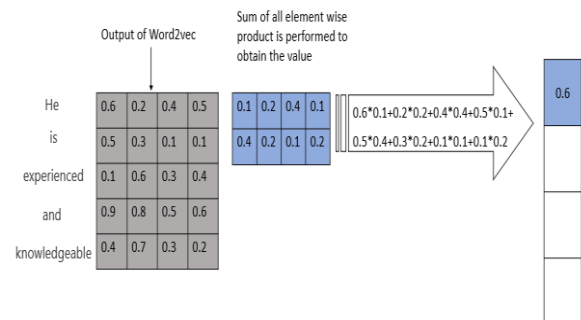 Output of Word2vec
Sum of all element wise
product is performed to
obtain the value
He
0.6 0.2 0.4 0.5
is
0.5 0.3 0.1 0.1
experienced
0.1 0.6 0.3 0.4
and
0.9 0.8 0.5 0.6
knowledgeable
0.4 0.7 0.3 0.2
0.1 0.2 0.4 0.1
0.4 0.2 0.1 0.2
0.6*0.1+0.2*0.2+0.4*0.4+0.5*0.1+
0.5*0.4+0.3*0.2+0.1*0.1+0.1*0.2
0.6